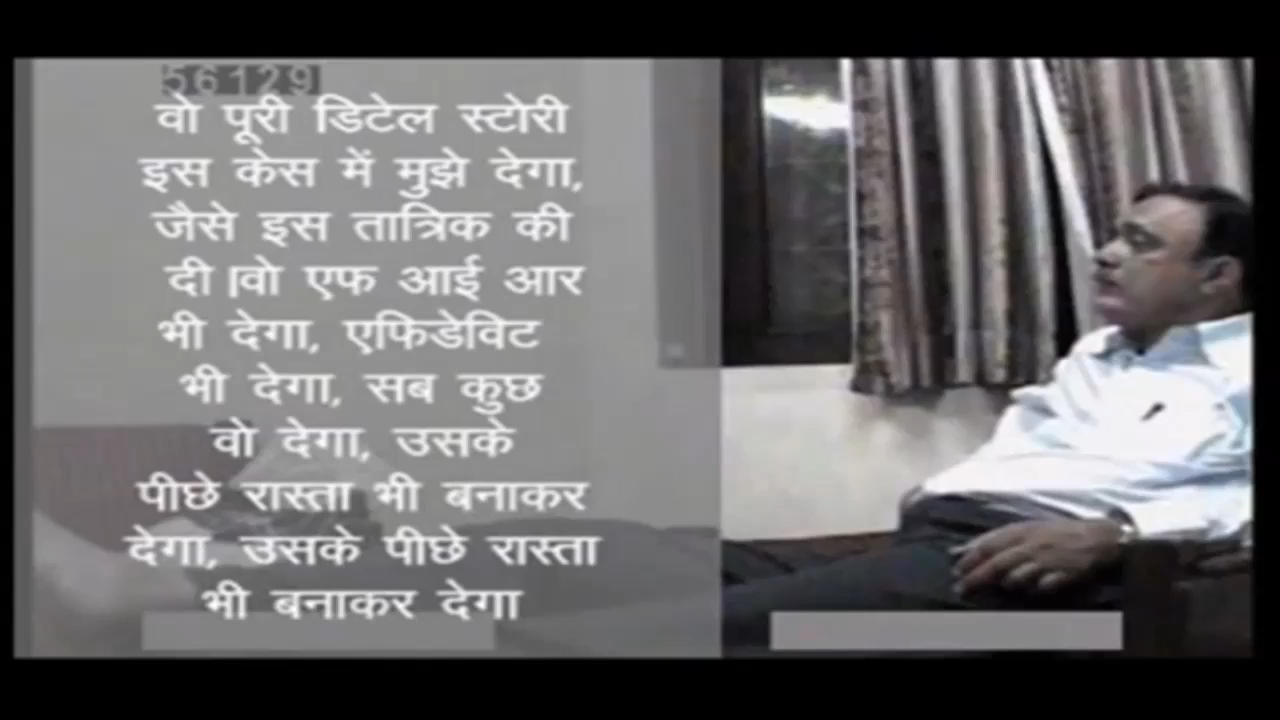 56129
वो पूरी डिटेल स्टोरी
इस केस में मुझे देगा,
जैसे इस तात्रिक की
दी |वो एफ आई आर
भी देगा, एफिडेविट
भी देगा, सब कुछ
वो देगा, उसके
पीछे रास्ता भी बनाकर
देगा, उसके पीछे रास्ता
भी बनाकर देगा